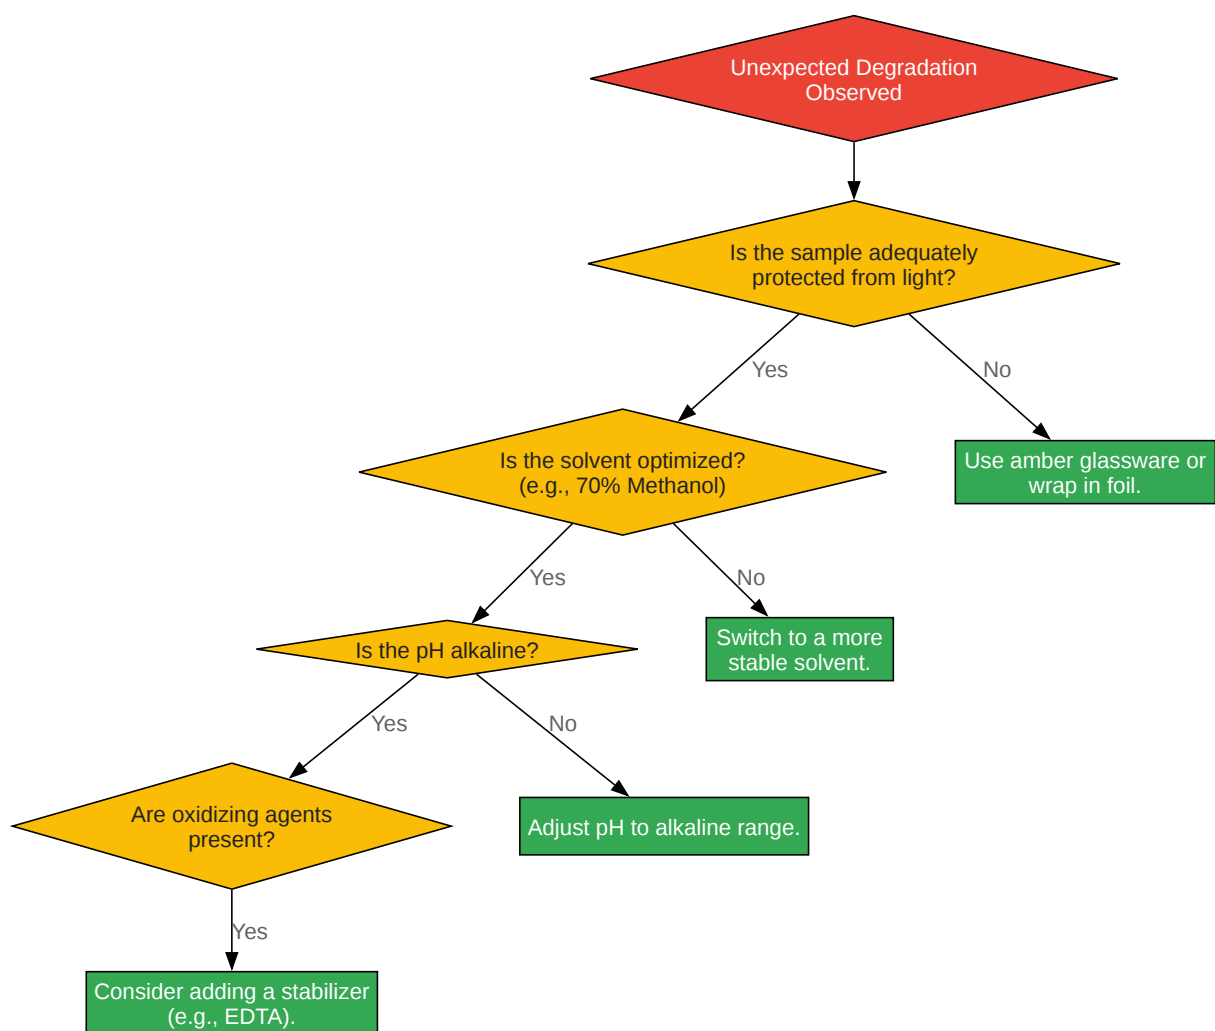 Unexpected Degradation
Observed
Is the sample adequately
protected from light?
Yes
No
Is the solvent optimized?
(e.g., 70% Methanol)
Use amber glassware or
wrap in foil.
Yes
No
Is the pH alkaline?
Switch to a more
stable solvent.
Yes
No
Are oxidizing agents
present?
Adjust pH to alkaline range.
Yes
Consider adding a stabilizer
(e.g., EDTA).